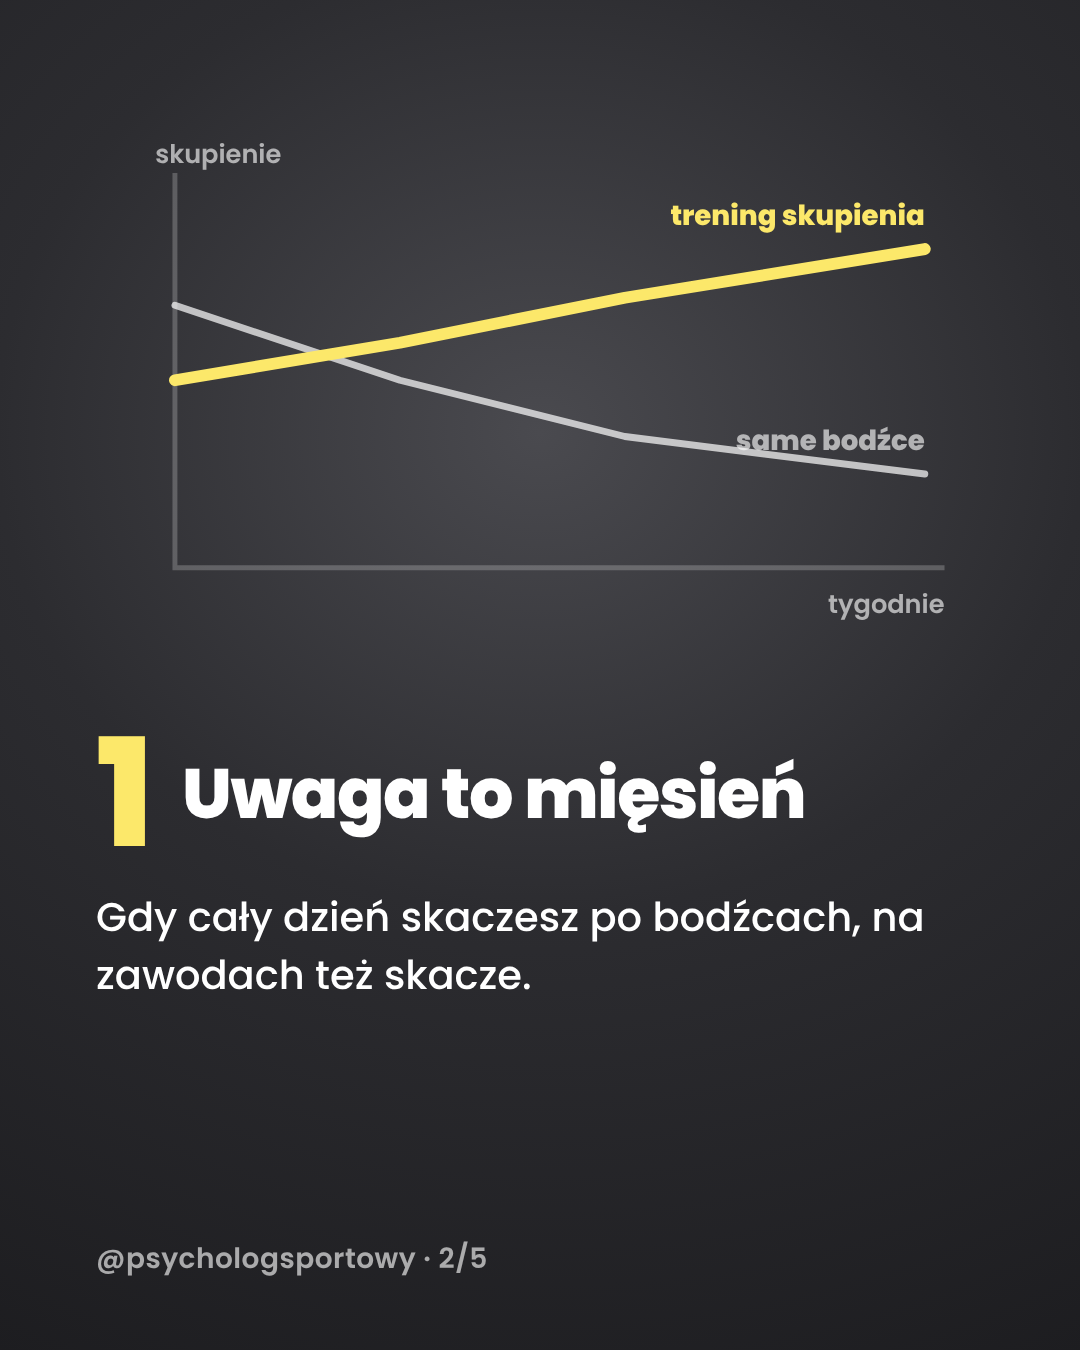 skupienie
trening skupienia
same bodźce
tygodnie
1 Uwaga to mięsień
Gdy cały dzień skaczesz po bodźcach, na
zawodach też skacze.
@psychologsportowy · 2/5